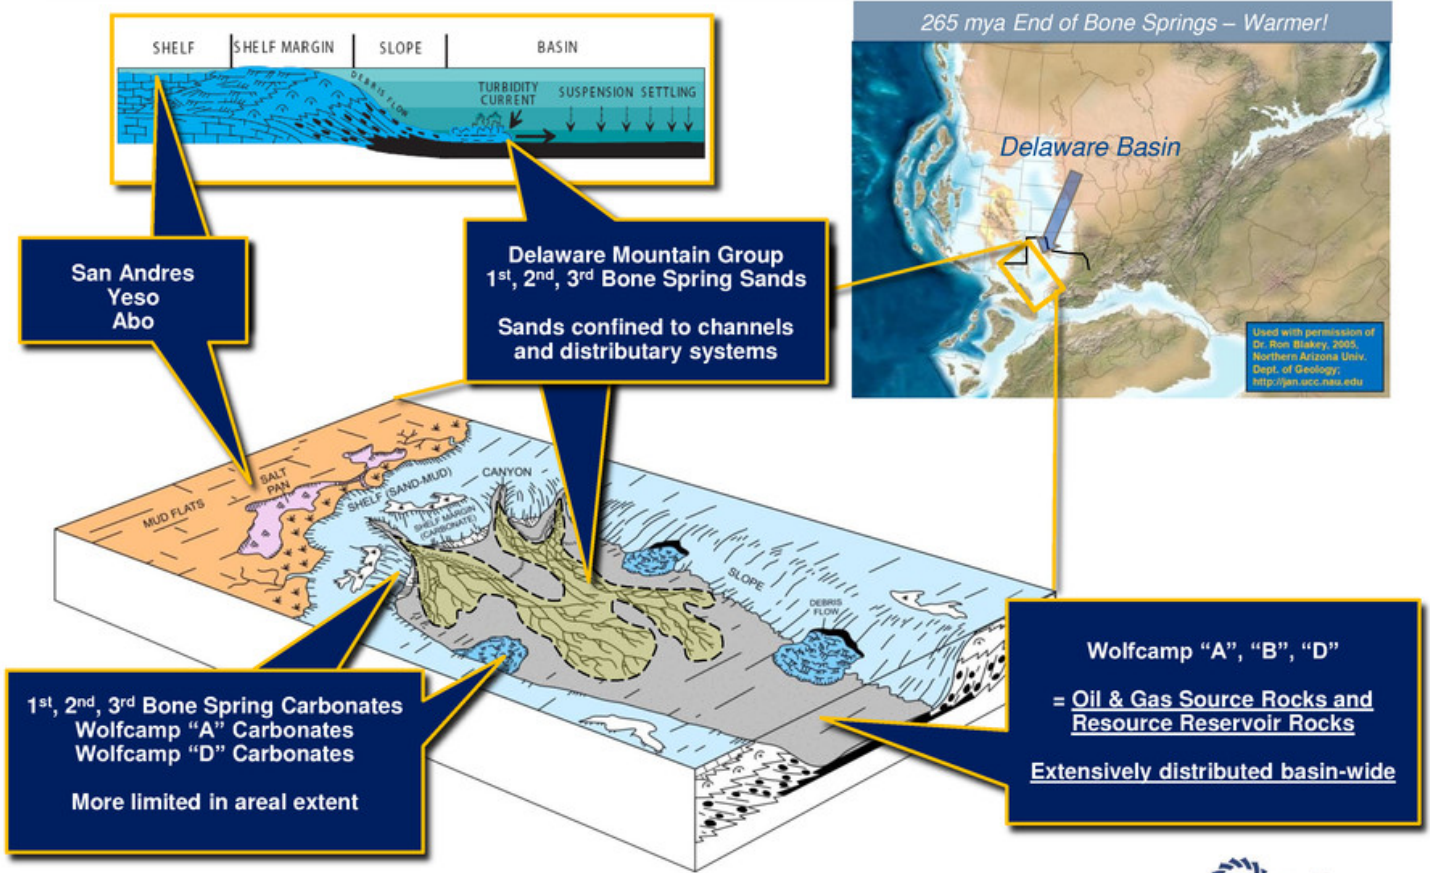 265 mya End of Bone Springs – Warmer!
SHELF
SHELF MARGIN
SLOPE
BASIN
DEBRIS FLOW
TURBIDITY
CURRENT
SUSPENSION SETTLING
Delaware Basin
San Andres
Yeso
Abo
Delaware Mountain Group
1st, 2nd, 3rd Bone Spring Sands
Sands confined to channels
and distributary systems
Used with permission of
Dr. Ron Blakey, 2005,
Northern Arizona Univ.
Dept. of Geology;
http://jan.ucc.nau.edu
MUD FLATS
SALT
PAN
SHELF (SAND-MUD)
SHELF MARGIN
(CARBONATE)
CANYON
SLOPE
DEBRIS
FLOW
1st, 2nd, 3rd Bone Spring Carbonates
Wolfcamp “A” Carbonates
Wolfcamp “D” Carbonates
More limited in areal extent
Wolfcamp “A”, “B”, “D”
= Oil & Gas Source Rocks and
Resource Reservoir Rocks
Extensively distributed basin-wide